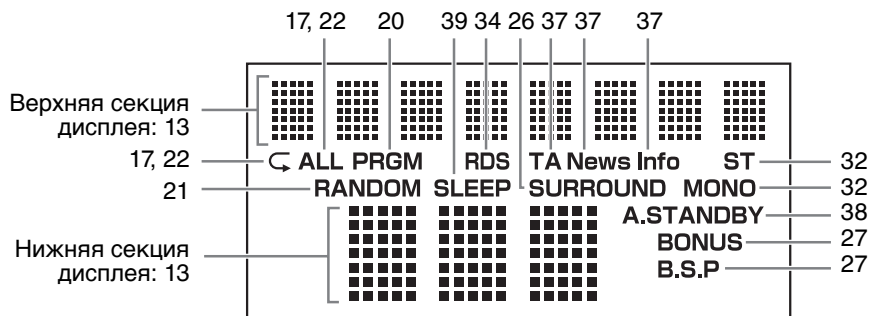 17, 22 20 39 34 26 37 37 37
Верхняя секция
дисплея: 13
17, 22 ALL PRGM RDS TA News Info ST 32
21 RANDOM SLEEP SURROUND MONO 32
A.STANDBY 38
Нижняя секция
дисплея: 13
BONUS 27
B.S.P 27